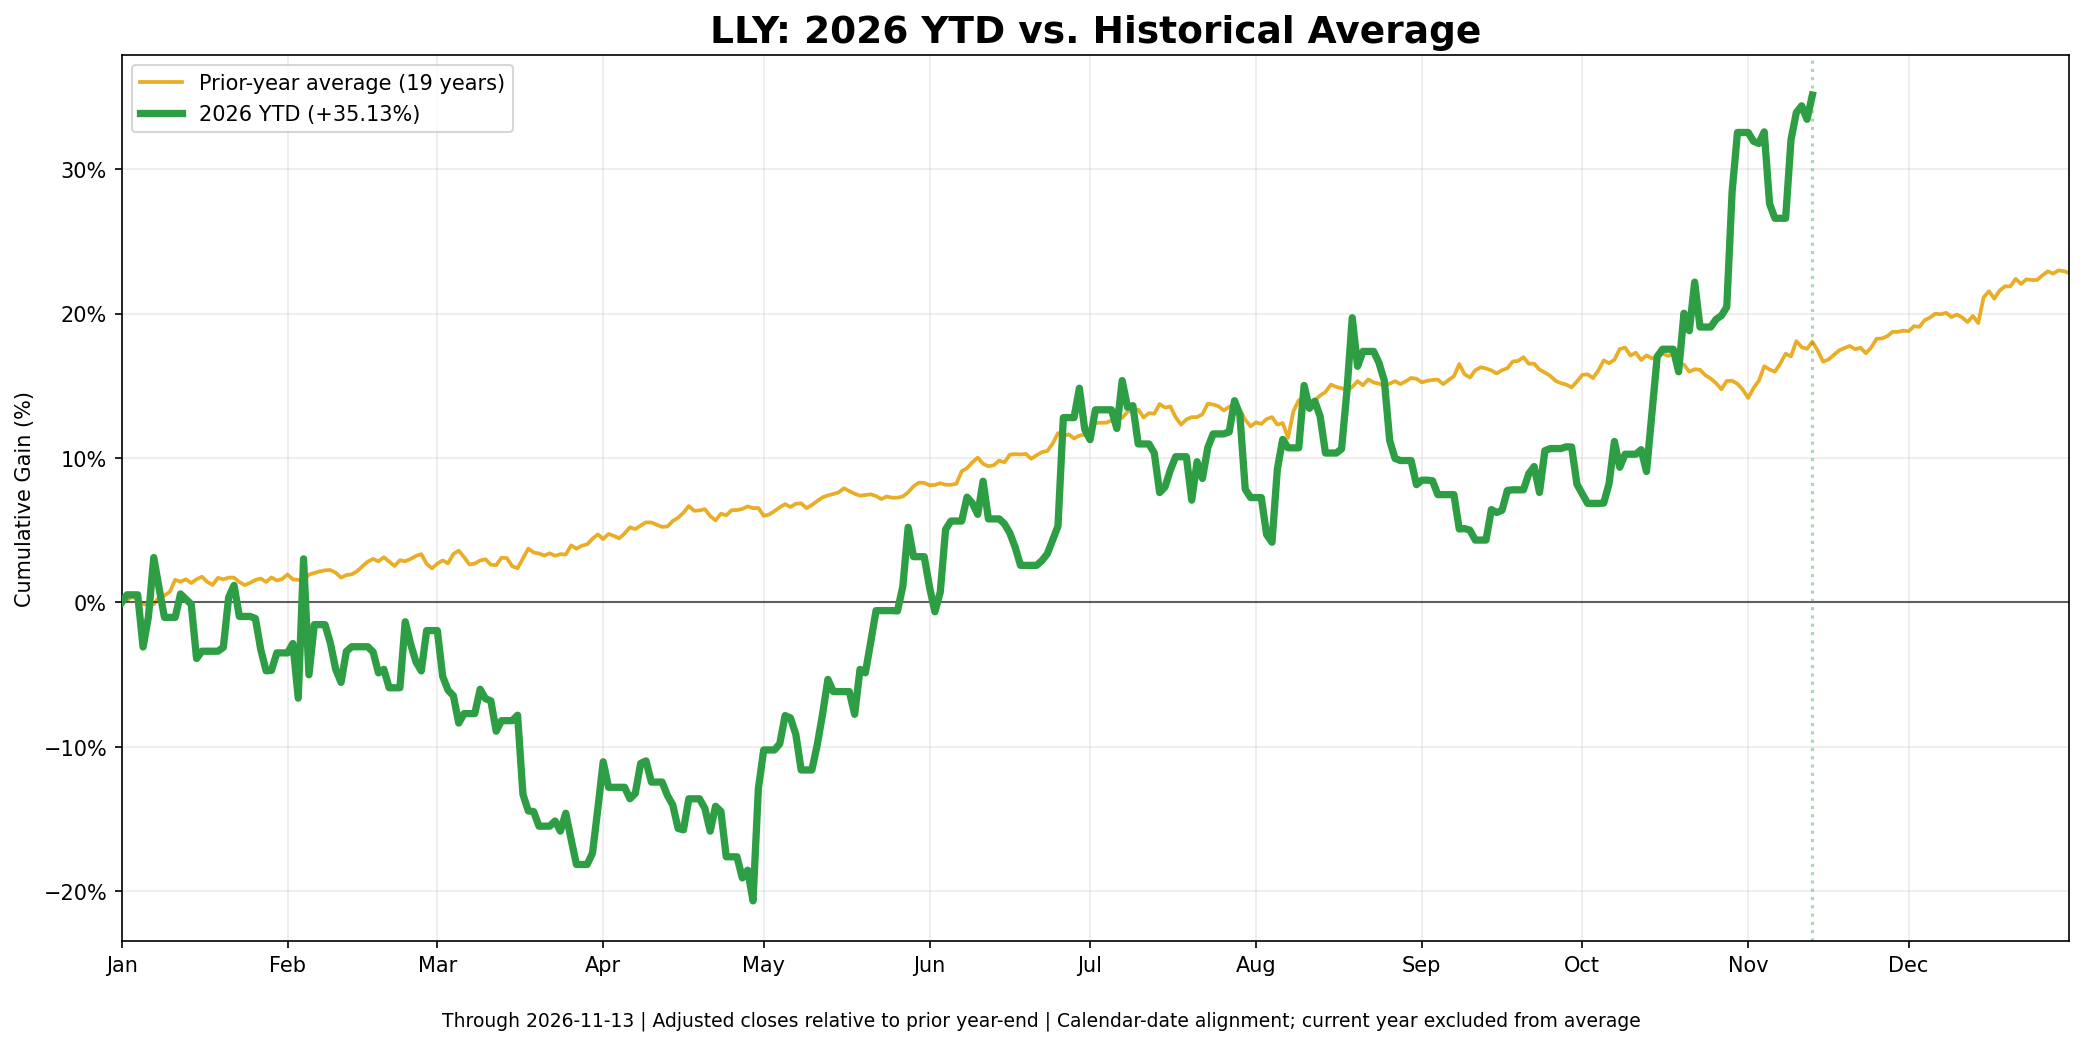 LLY: 2026 YTD vs. Historical Average
Prior-year average (19 years)
2026 YTD (+35.13%)
Cumulative Gain (%)
30%
20%
10%
0%
−10%
−20%
Jan
Feb
Mar
Apr
May
Jun
Jul
Aug
Sep
Oct
Nov
Dec
Through 2026-11-13 | Adjusted closes relative to prior year-end | Calendar-date alignment; current year excluded from average